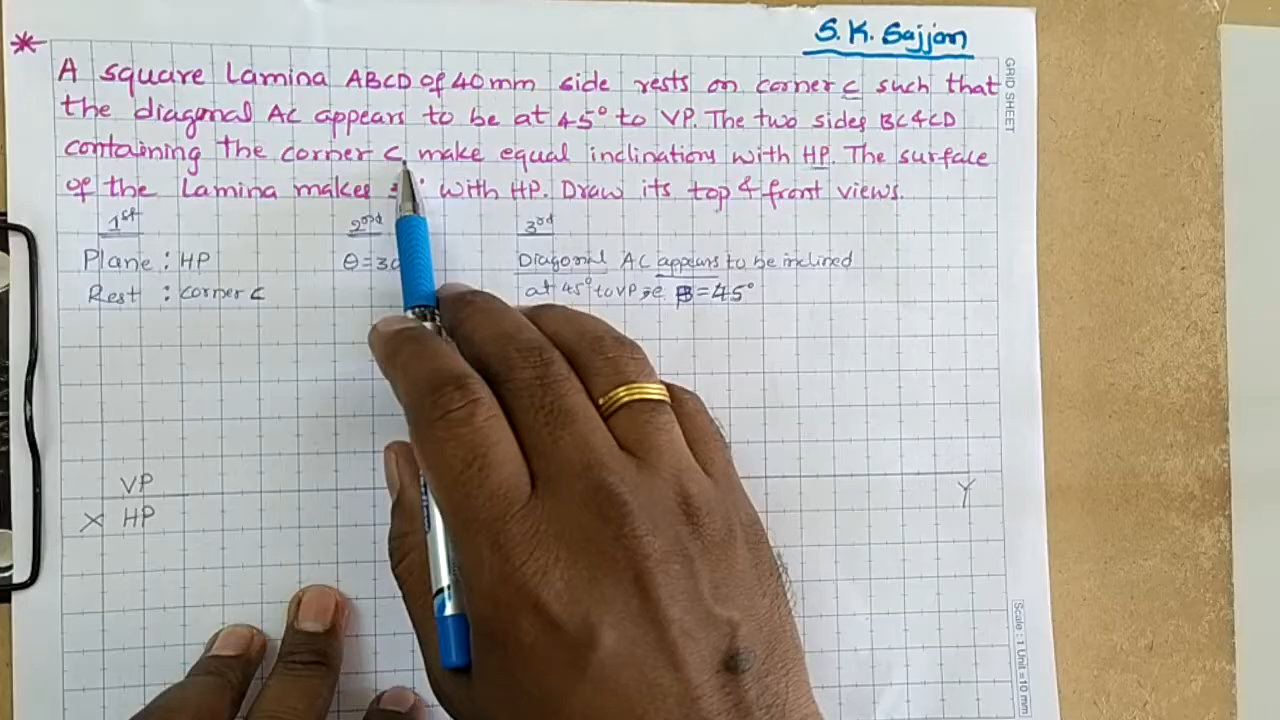 S. K. Sajjan
* A square Lamina ABCD of 40mm side rests on corner C such that
the diagonal AC appears to be at 45° to VP. The two sides BC & CD
containing the corner C make equal inclination with HP. The surface
of the Lamina makes with HP. Draw its top & front views.
1st 2nd 3rd
Plane : HP θ=30 Diagonal AC appears to be inclined
Rest : corner C at 45° to VP ie β=45°
VP
X HP Y
GRID SHEET
Scale : 1 Unit = 10 mm